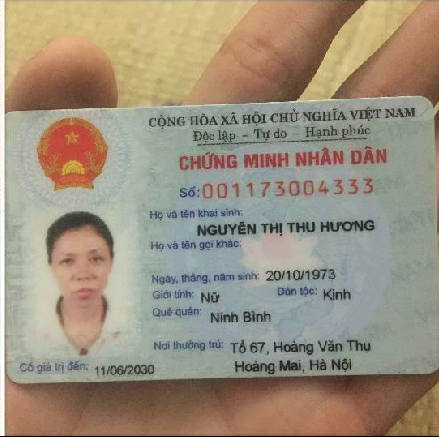 CỘNG HÒA XÃ HỘI CHỦ NGHĨA VIỆT NAM
Độc lập - Tự do Hạnh phúc
CHỨNG MINH NHÂN DÂN
Số: 001173004333
Họ và tên khai sinh:
NGUYỄN THỊ THU HƯƠNG
Họ và tên gọi khác:
Ngày, tháng, năm sinh: 20/10/1973
Giới tính: Nữ Dân tộc: Kinh
Quê quán: Ninh Bình
Nơi thường trú: Tổ 67, Hoàng Văn Thụ
Hoàng Mai, Hà Nội
Có giá trị đến: 11/06/2030